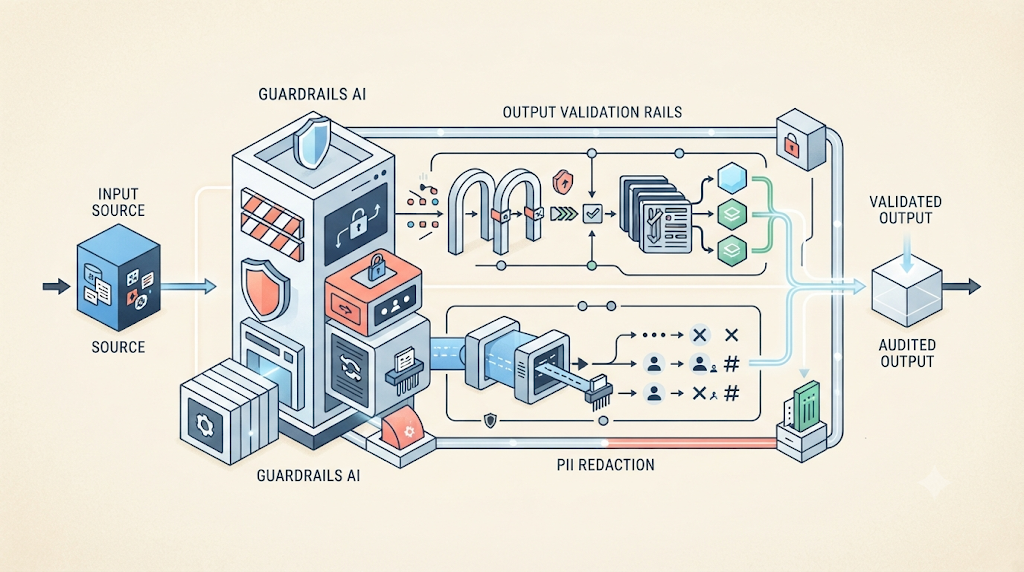 GUARDRAILS AI
OUTPUT VALIDATION RAILS
INPUT
SOURCE
VALIDATED
OUTPUT
SOURCE
AUDITED
OUTPUT
GUARDRAILS AI
PII REDACTION